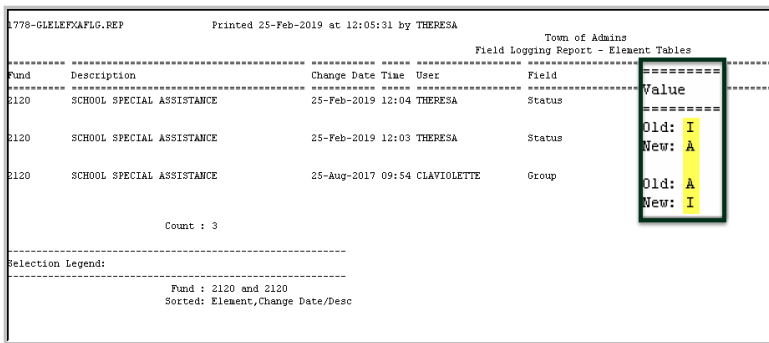 1778-GLELEFXAFLG.REP Printed 25-Feb-2019 at 12:05:31 by THERESA
Town of Admins
Field Logging Report - Element Tables
Fund Description Change Date Time User Field Value
2120 SCHOOL SPECIAL ASSISTANCE 25-Feb-2019 12:04 THERESA Status Old: I
New: A
2120 SCHOOL SPECIAL ASSISTANCE 25-Feb-2019 12:03 THERESA Status Old: A
New: I
2120 SCHOOL SPECIAL ASSISTANCE 25-Aug-2017 09:54 CLAVIOLETTE Group
Count : 3
Selection Legend:
Fund : 2120 and 2120
Sorted: Element,Change Date/Desc